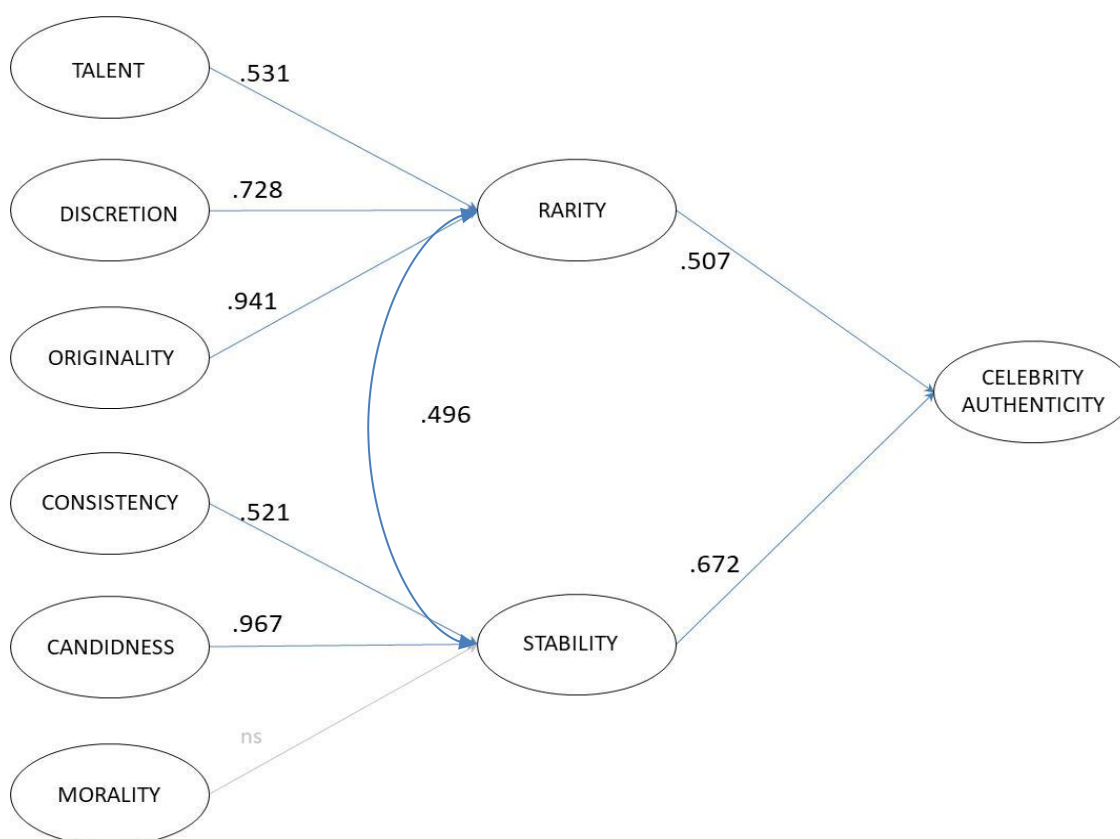 TALENT
.531
DISCRETION
.728
RARITY
.507
ORIGINALITY
.941
CELEBRITY
AUTHENTICITY
.496
CONSISTENCY
.521
CANDIDNESS
.967
STABILITY
.672
MORALITY
ns